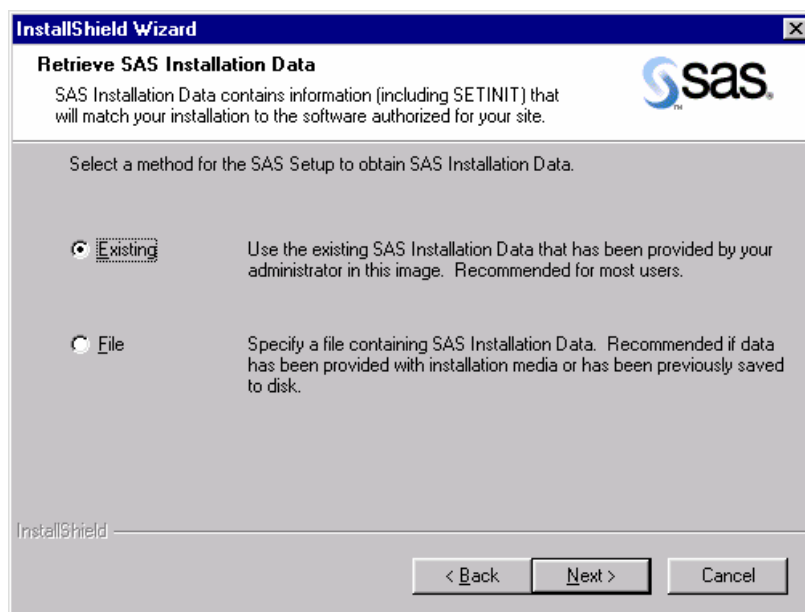 InstallShield Wizard
Retrieve SAS Installation Data
SAS Installation Data contains information (including SETINIT) that
will match your installation to the software authorized for your site.
sas
Select a method for the SAS Setup to obtain SAS Installation Data.
Existing
Use the existing SAS Installation Data that has been provided by your
administrator in this image.  Recommended for most users.
File
Specify a file containing SAS Installation Data.  Recommended if data
has been provided with installation media or has been previously saved
to disk.
InstallShield
< Back
Next >
Cancel